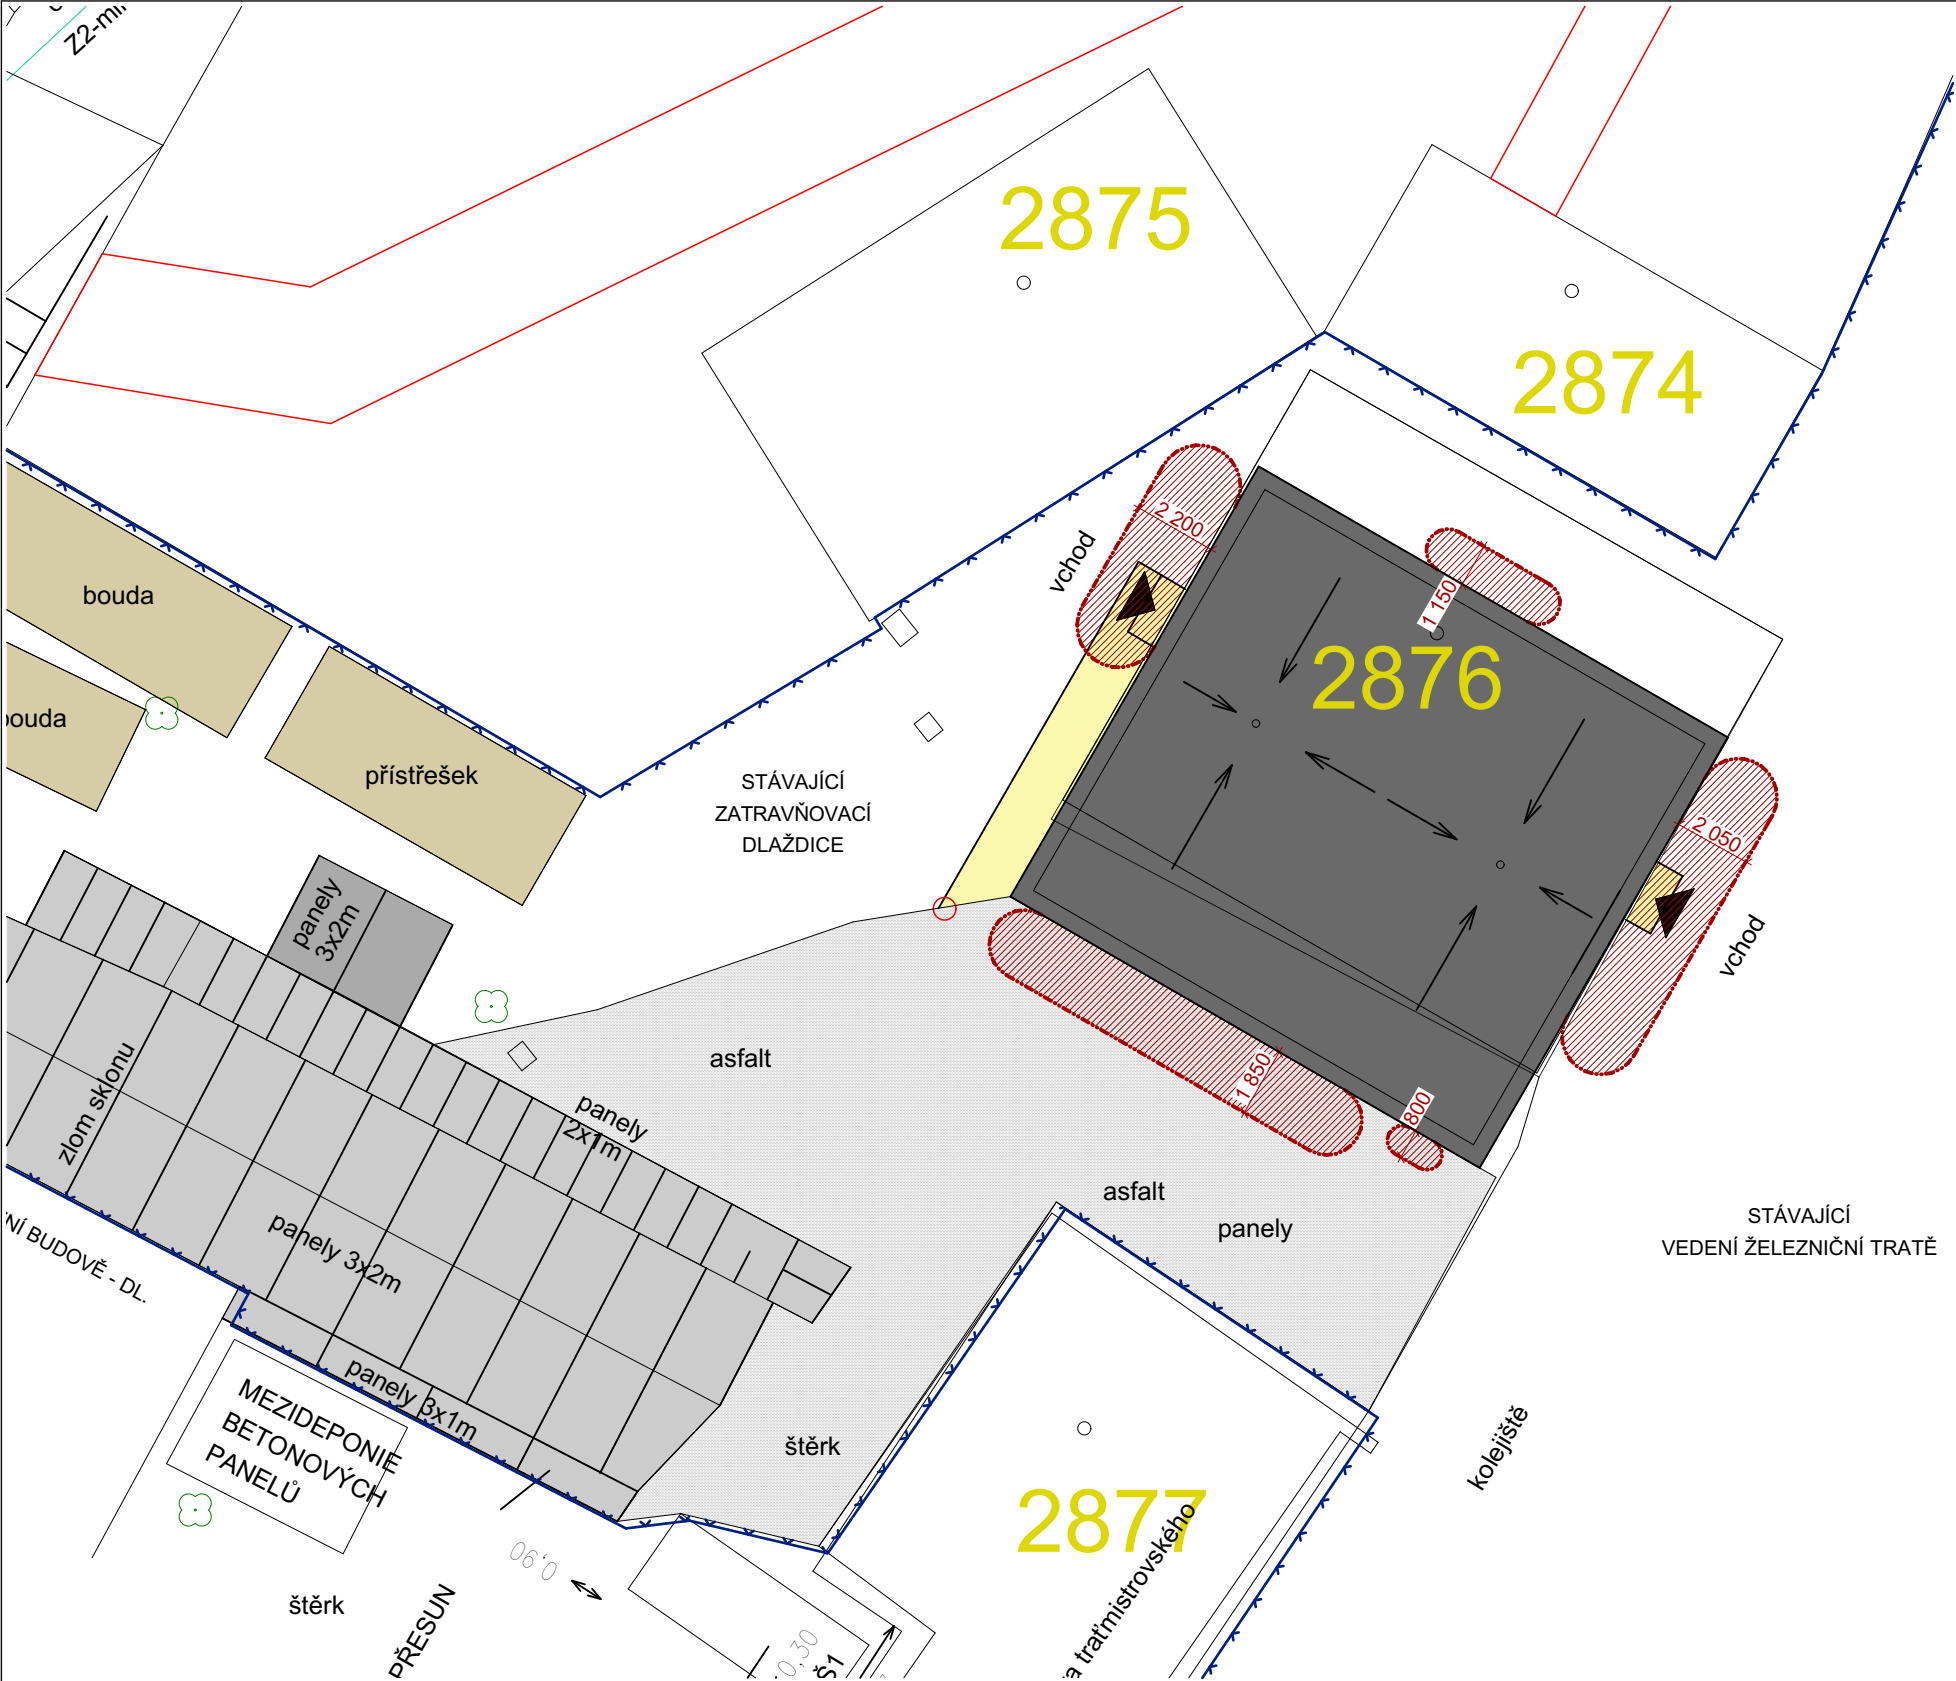 2875
2874
2 200
vchod
1 150
2876
bouda
bouda
přístřešek
STÁVAJÍCÍ
ZATRAVŇOVACÍ
DLAŽDICE
2 050
vchod
panely
3x2m
asfalt
1 850
800
zlom sklonu
panely
2x1m
asfalt
panely
STÁVAJÍCÍ
VEDENÍ ŽELEZNIČNÍ TRATĚ
NÍ BUDOVĚ - DL.
panely 3x2m
panely 3x1m
MEZIDEPONIE
BETONOVÝCH
PANELŮ
štěrk
kolejiště
2877
a traťmistrovského
0,90
štěrk
PŘESUN
0,30
Š1